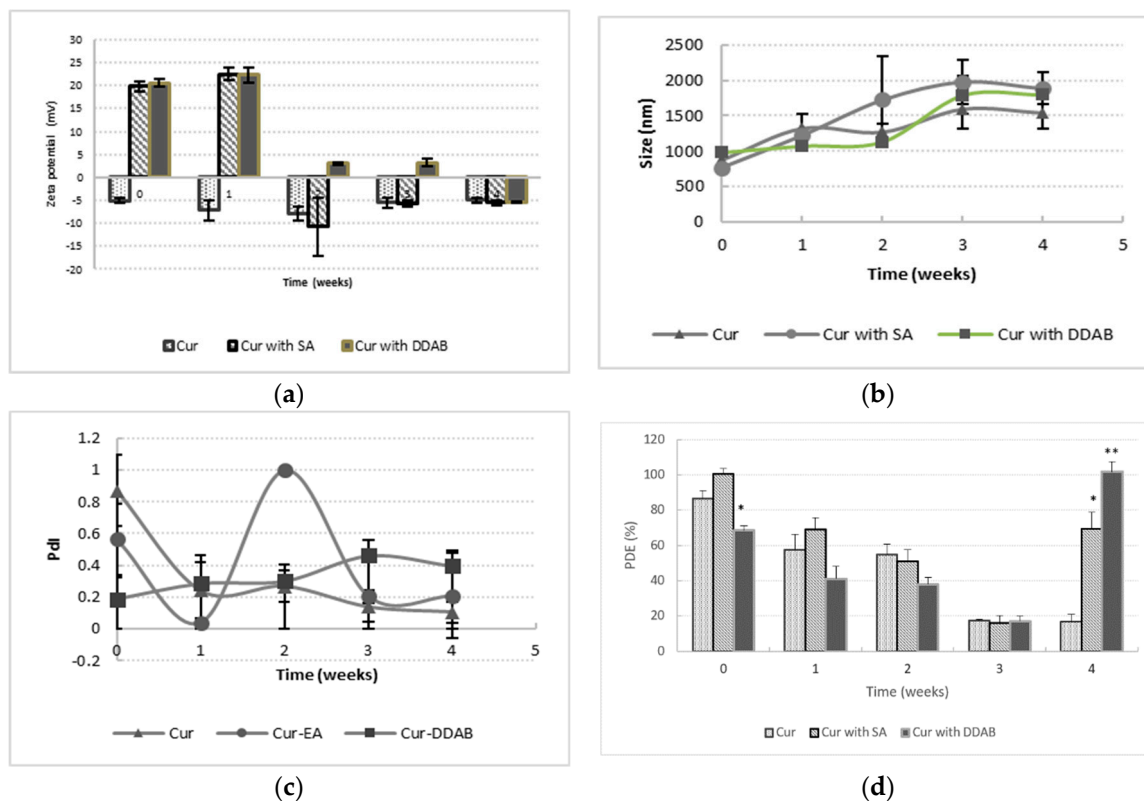 30
25
20
15
10
5
0
-5
-10
-15
-20
Zeta potential (mV)
0
1
Time (weeks)
Cur Cur with SA Cur with DDAB
(a)
2500
2000
1500
1000
500
0
Size (nm)
0 1 2 3 4 5
Time (weeks)
Cur Cur with SA Cur with DDAB
(b)
1.2
1
0.8
0.6
0.4
0.2
0
-0.2
PdI
0 1 2 3 4 5
Time (weeks)
Cur Cur-EA Cur-DDAB
(c)
120
100
80
60
40
20
0
PDE (%)
*
*
**
0 1 2 3 4
Time (weeks)
Cur Cur with SA Cur with DDAB
(d)